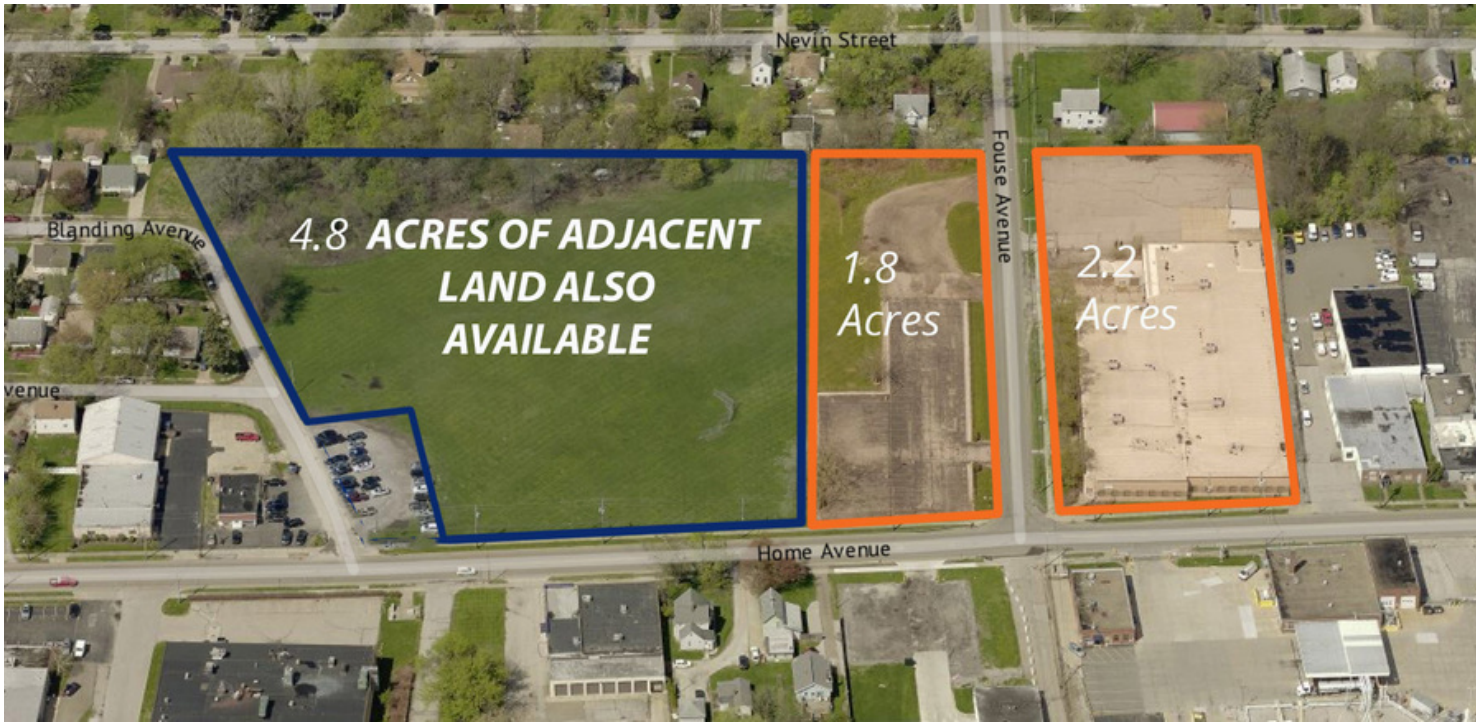 Nevin Street
Fouse Avenue
Blanding Avenue
4.8 ACRES OF ADJACENT
LAND ALSO
AVAILABLE
1.8
Acres
2.2
Acres
venue
Home Avenue